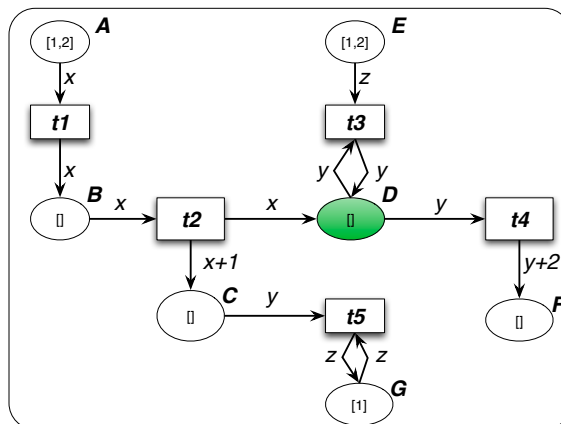 A
E
[1,2]
[1,2]
x
z
t1
t3
x
y
y
B
D
[]
x
t2
x
[]
y
t4
x+1
y+2
C
F
[]
y
t5
[]
z
z
G
[1]